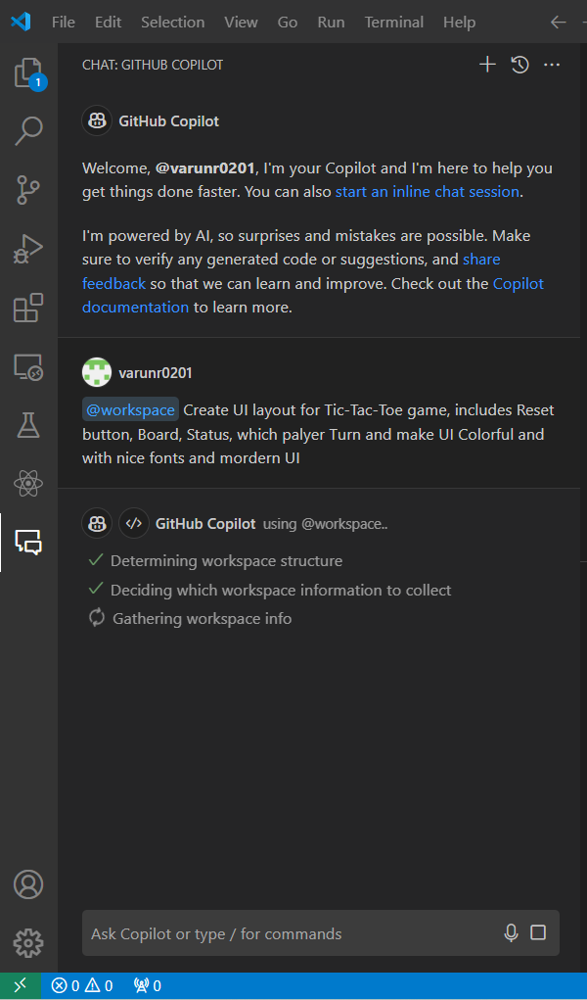 File Edit Selection View Go Run Terminal Help
CHAT: GITHUB COPILOT
1
GitHub Copilot
Welcome, @varunr0201, I'm your Copilot and I'm here to help you
get things done faster. You can also start an inline chat session.
I'm powered by AI, so surprises and mistakes are possible. Make
sure to verify any generated code or suggestions, and share
feedback so that we can learn and improve. Check out the Copilot
documentation to learn more.
varunr0201
@workspace Create UI layout for Tic-Tac-Toe game, includes Reset
button, Board, Status, which palyer Turn and make UI Colorful and
with nice fonts and mordern UI
GitHub Copilot using @workspace..
Determining workspace structure
Deciding which workspace information to collect
Gathering workspace info
Ask Copilot or type / for commands
0 0 0